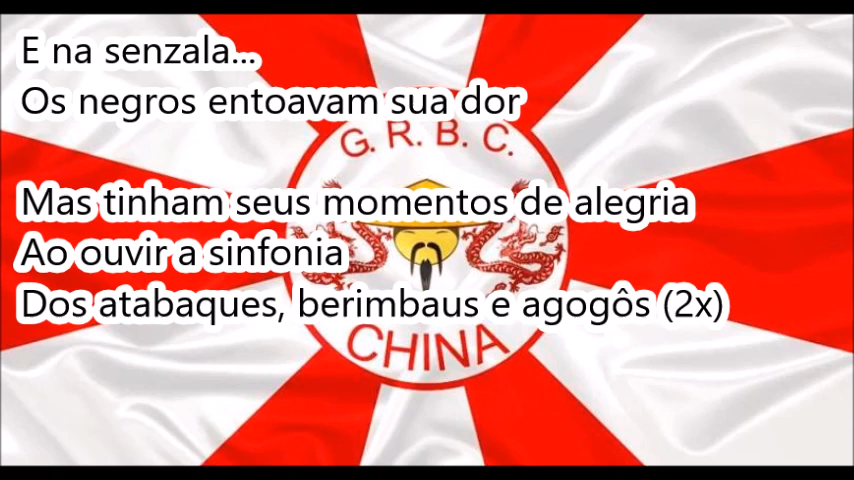 E na senzala...
Os negros entoavam sua dor
G. R. B. C.
Mas tinham seus momentos de alegria
Ao ouvir a sinfonia
Dos atabaques, berimbaus e agogôs (2x)
CHINA